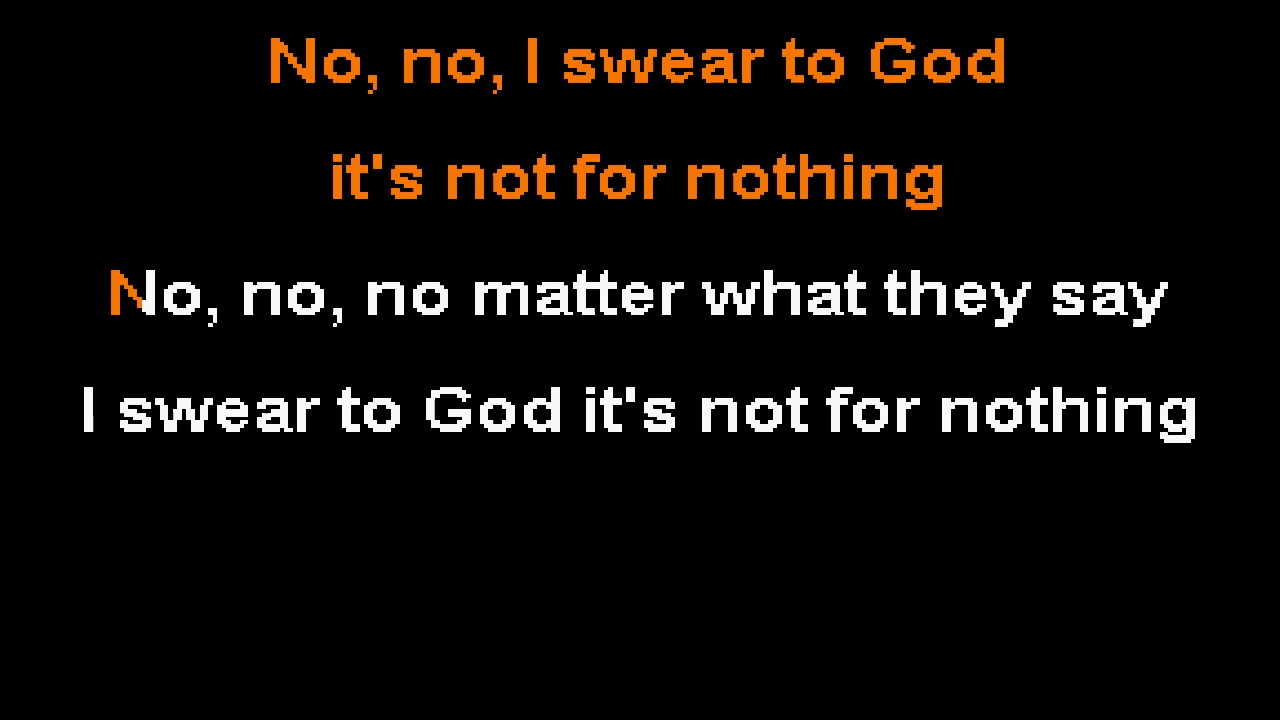 No, no, I swear to God
it's not for nothing
No, no, no matter what they say
I swear to God it's not for nothing